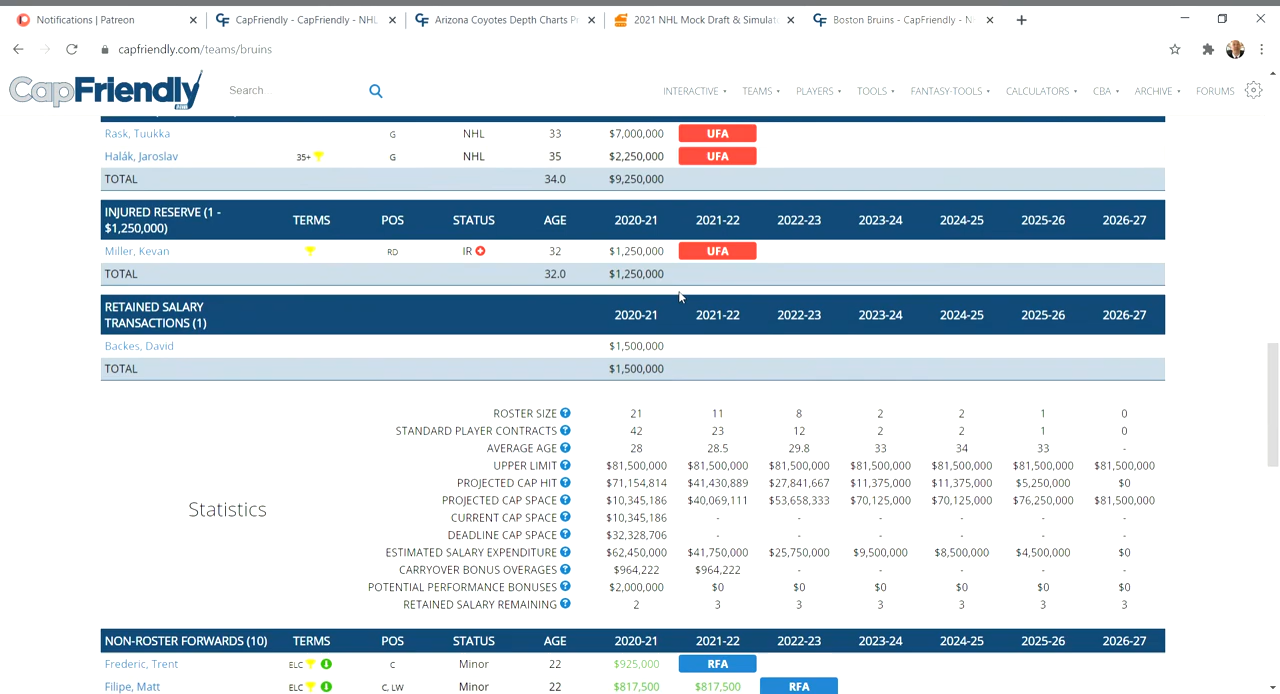 Notifications | Patreon × CapFriendly - CapFriendly - NHL × Arizona Coyotes Depth Charts P × 2021 NHL Mock Draft & Simulat × Boston Bruins - CapFriendly - N ×
capfriendly.com/teams/bruins
CapFriendly Search... INTERACTIVE TEAMS PLAYERS TOOLS FANTASY-TOOLS CALCULATORS CBA ARCHIVE FORUMS
Rask, Tuukka G NHL 33 $7,000,000 UFA
Halák, Jaroslav 35+ G NHL 35 $2,250,000 UFA
TOTAL 34.0 $9,250,000
INJURED RESERVE (1 - $1,250,000) TERMS POS STATUS AGE 2020-21 2021-22 2022-23 2023-24 2024-25 2025-26 2026-27
Miller, Kevan RD IR 32 $1,250,000 UFA
TOTAL 32.0 $1,250,000
RETAINED SALARY TRANSACTIONS (1) 2020-21 2021-22 2022-23 2023-24 2024-25 2025-26 2026-27
Backes, David $1,500,000
TOTAL $1,500,000
Statistics
ROSTER SIZE 21 11 8 2 2 1 0
STANDARD PLAYER CONTRACTS 42 23 12 2 2 1 0
AVERAGE AGE 28 28.5 29.8 33 34 33 -
UPPER LIMIT $81,500,000 $81,500,000 $81,500,000 $81,500,000 $81,500,000 $81,500,000 $81,500,000
PROJECTED CAP HIT $71,154,814 $41,430,889 $27,841,667 $11,375,000 $11,375,000 $5,250,000 $0
PROJECTED CAP SPACE $10,345,186 $40,069,111 $53,658,333 $70,125,000 $70,125,000 $76,250,000 $81,500,000
CURRENT CAP SPACE $10,345,186 - - - - - -
DEADLINE CAP SPACE $32,328,706 - - - - - -
ESTIMATED SALARY EXPENDITURE $62,450,000 $41,750,000 $25,750,000 $9,500,000 $8,500,000 $4,500,000 $0
CARRYOVER BONUS OVERAGES $964,222 $964,222 - - - - -
POTENTIAL PERFORMANCE BONUSES $2,000,000 $0 $0 $0 $0 $0 $0
RETAINED SALARY REMAINING 2 3 3 3 3 3 3
NON-ROSTER FORWARDS (10) TERMS POS STATUS AGE 2020-21 2021-22 2022-23 2023-24 2024-25 2025-26 2026-27
Frederic, Trent ELC C Minor 22 $925,000 RFA
Filipe, Matt ELC C, LW Minor 22 $817,500 $817,500 RFA